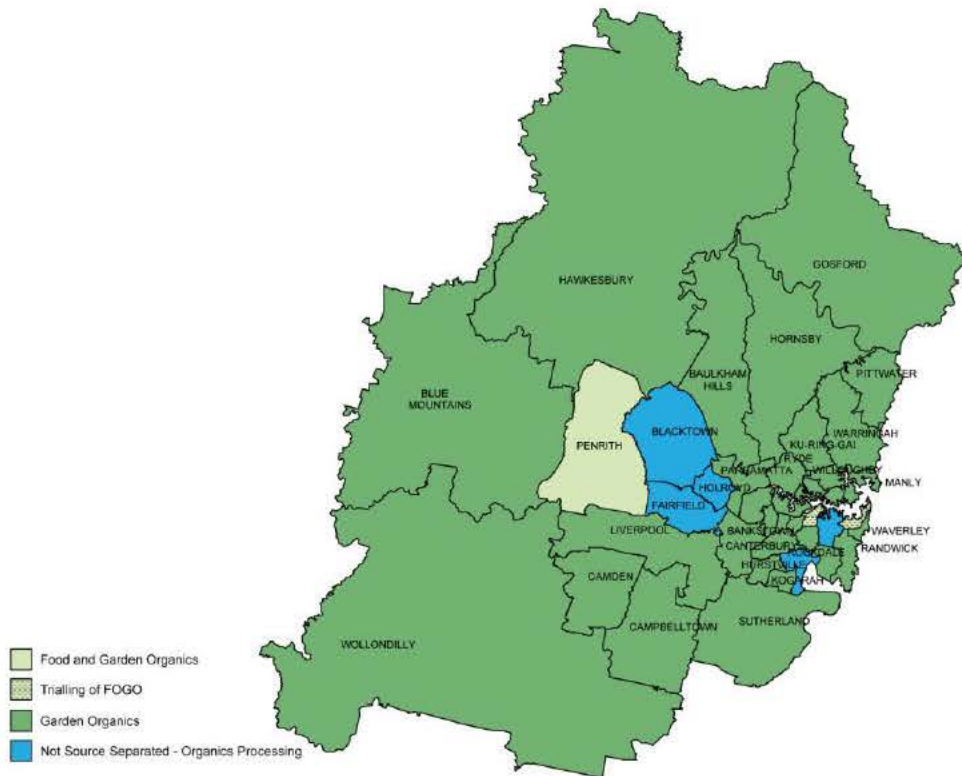 GOSFORD
HAWKESBURY
HORNSBY
PITTWATER
BAULKHAM
HILLS
BLUE
MOUNTAINS
BLACKTOWN
WARRINGAH
KU-RING-GAI
PENRITH
RYDE
PARRAMATTA
WILLOUGHBY
MANLY
HOLROYD
FAIRFIELD
LIVERPOOL
BANKSTOWN
WAVERLEY
CANTERBURY
RANDWICK
ROCKDALE
HURSTVILLE
CAMDEN
KOGARAH
SUTHERLAND
CAMPBELLTOWN
WOLLONDILLY
Food and Garden Organics
Trialling of FOGO
Garden Organics
Not Source Separated - Organics Processing